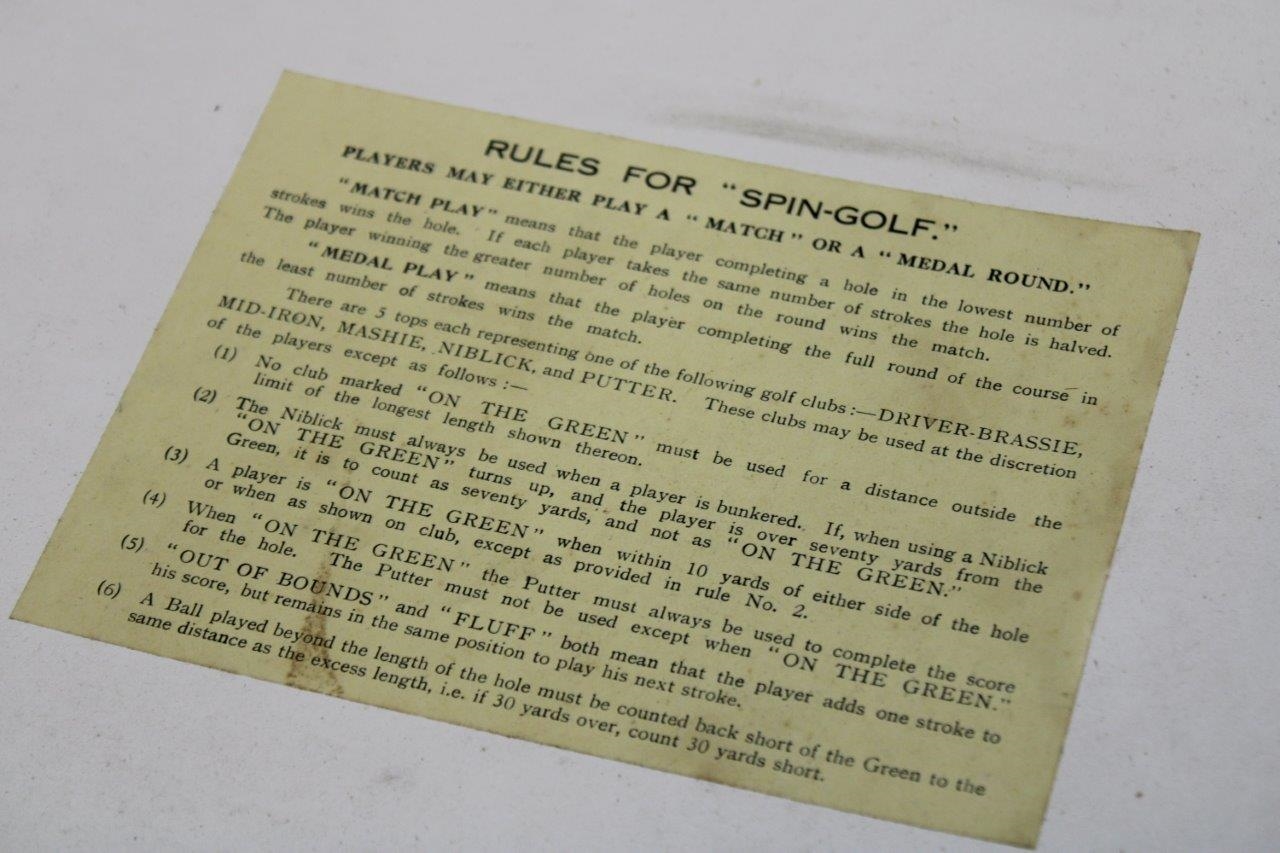 RULES FOR "SPIN-GOLF."
PLAYERS MAY EITHER PLAY A "MATCH" OR A "MEDAL ROUND."
"MATCH PLAY" means that the player completing a hole in the lowest number of
strokes wins the hole. If each player takes the same number of strokes the hole is halved.
The player winning the greater number of holes on the round wins the match.
"MEDAL PLAY" means that the player completing the full round of the course in
the least number of strokes wins the match.
There are 5 tops each representing one of the following golf clubs:—DRIVER-BRASSIE,
MID-IRON, MASHIE, NIBLICK, and PUTTER. These clubs may be used at the discretion
of the players except as follows:—
(1) No club marked "ON THE GREEN" must be used for a distance outside the
limit of the longest length shown thereon.
(2) The Niblick must always be used when a player is bunkered. If, when using a Niblick
"ON THE GREEN" turns up, and the player is over seventy yards from the
Green, it is to count as seventy yards, and not as "ON THE GREEN."
(3) A player is "ON THE GREEN" when within 10 yards of either side of the hole
or when as shown on club, except as provided in rule No. 2.
(4) When "ON THE GREEN" the Putter must always be used to complete the score
for the hole. The Putter must not be used except when "ON THE GREEN."
(5) "OUT OF BOUNDS" and "FLUFF" both mean that the player adds one stroke to
his score, but remains in the same position to play his next stroke.
(6) A Ball played beyond the length of the hole must be counted back short of the Green to the
same distance as the excess length, i.e. if 30 yards over, count 30 yards short.